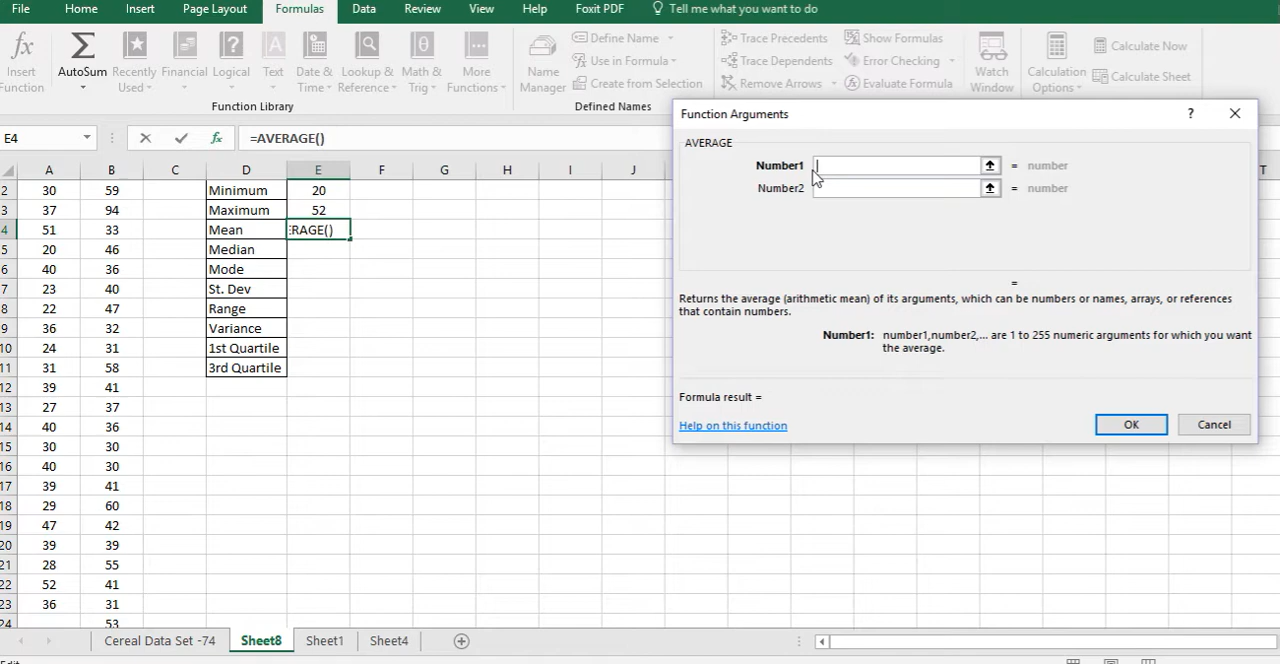 File Home Insert Page Layout Formulas Data Review View Help Foxit PDF Tell me what you want to do
fx Σ ? A θ
Define Name Trace Precedents Show Formulas
Insert AutoSum Recently Financial Logical Text Date & Lookup & Math & More Name Use in Formula Trace Dependents Error Checking Watch Calculation Calculate Now
Function Used Time Reference Trig Functions Manager Create from Selection Remove Arrows Evaluate Formula Window Options Calculate Sheet
Function Library Defined Names
E4 fx =AVERAGE()
A B C D E F G H I J T
2 30 59 Minimum 20
3 37 94 Maximum 52
4 51 33 Mean ERAGE()
5 20 46 Median
6 40 36 Mode
7 23 40 St. Dev
8 22 47 Range
9 36 32 Variance
10 24 31 1st Quartile
11 31 58 3rd Quartile
12 39 41
13 27 37
14 40 36
15 30 30
16 40 30
17 39 41
18 29 60
19 47 42
20 39 39
21 28 55
22 52 41
23 36 31
24 53
Function Arguments ?
AVERAGE
Number1 = number
Number2 = number
=
Returns the average (arithmetic mean) of its arguments, which can be numbers or names, arrays, or references
that contain numbers.
Number1: number1,number2,... are 1 to 255 numeric arguments for which you want
the average.
Formula result =
Help on this function OK Cancel
Cereal Data Set -74 Sheet8 Sheet1 Sheet4